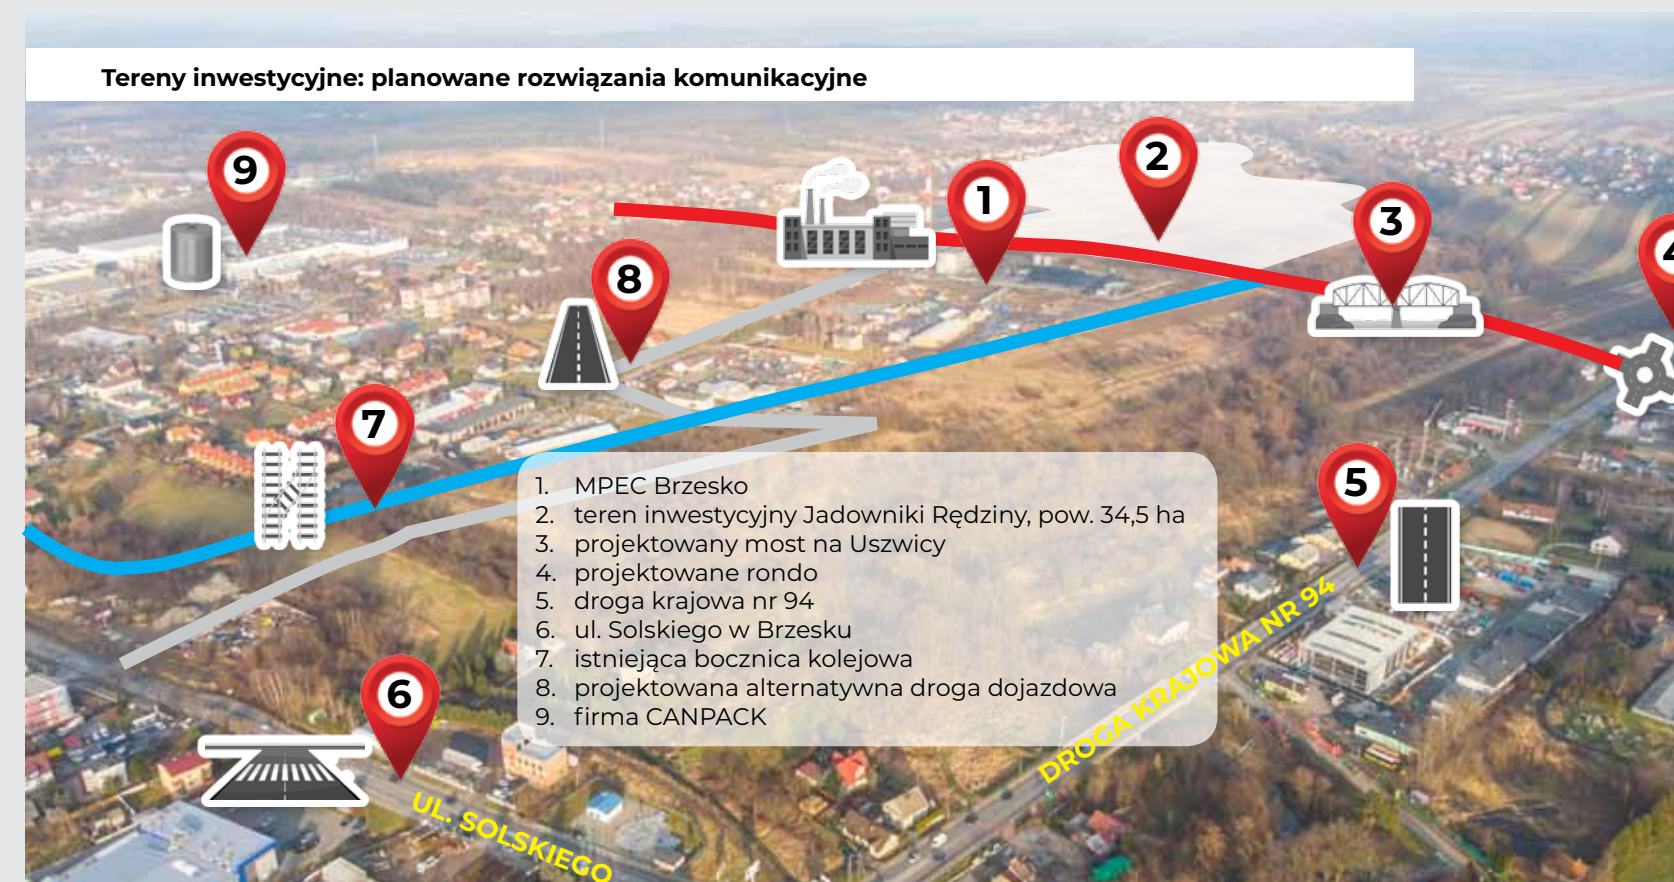 Tereny inwestycyjne: planowane rozwiązania komunikacyjne
9
2
1
3
4
8
7
5
1. MPEC Brzesko
2. teren inwestycyjny Jadowniki Rędziny, pow. 34,5 ha
3. projektowany most na Uszwicy
4. projektowane rondo
5. droga krajowa nr 94
6. ul. Solskiego w Brzesku
7. istniejąca bocznica kolejowa
8. projektowana alternatywna droga dojazdowa
9. firma CANPACK
DROGA KRAJOWA NR 94
6
UL. SOLSKIEGO